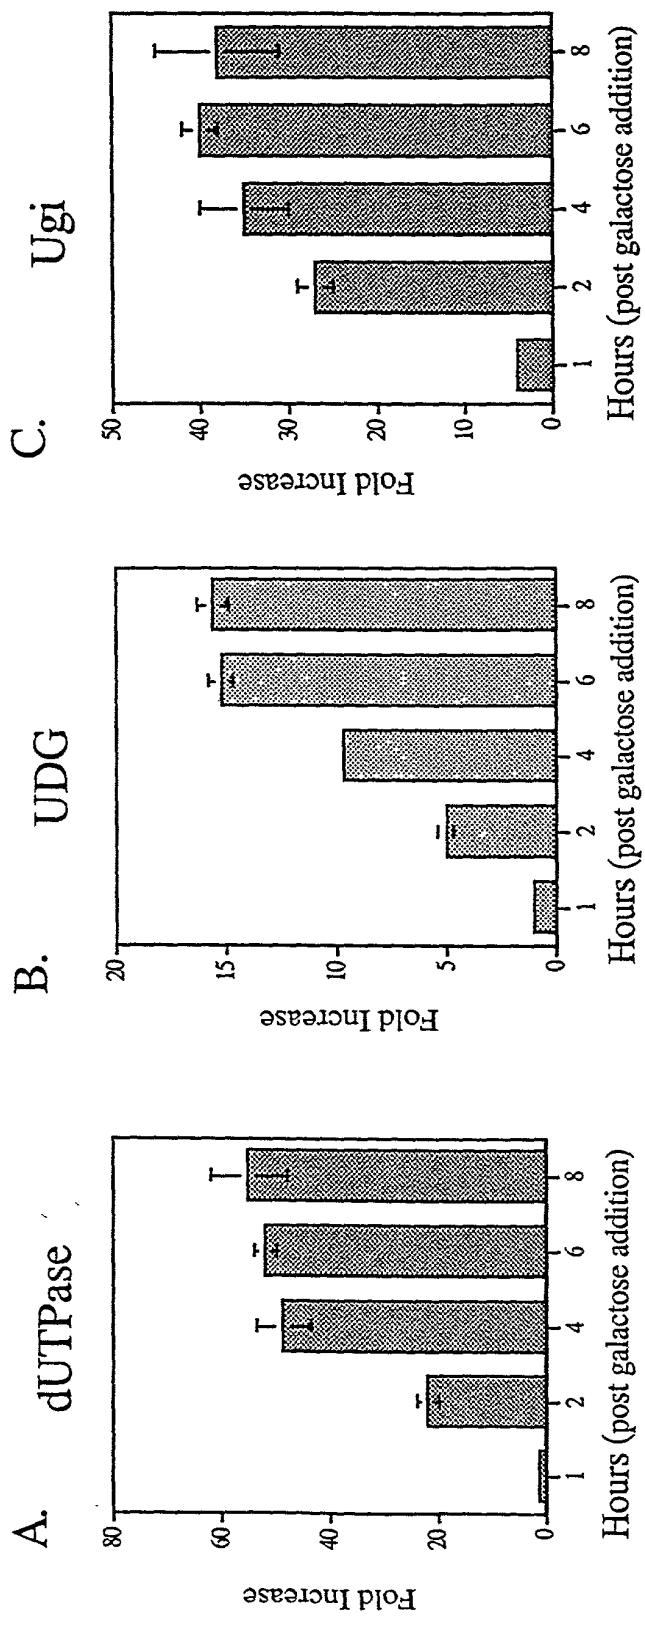 A.
dUTPase
Fold Increase
80
60
40
20
0
1 2 4 6 8
Hours (post galactose addition)
B.
UDG
Fold Increase
20
15
10
5
0
1 2 4 6 8
Hours (post galactose addition)
C.
Ugi
Fold Increase
50
40
30
20
10
0
1 2 4 6 8
Hours (post galactose addition)